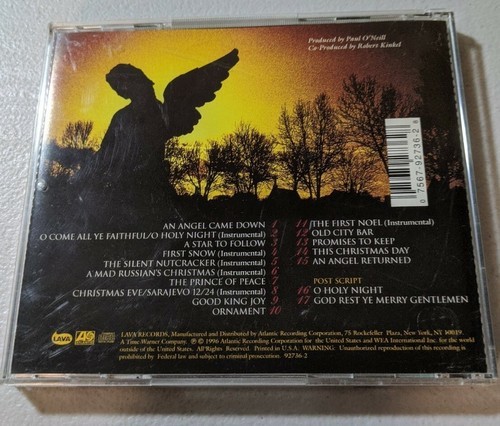 Produced by Paul O'Neill
Co-Produced by Robert Kinkel
0 7567-92736-2 8
AN ANGEL CAME DOWN 1
O COME ALL YE FAITHFUL/O HOLY NIGHT (Instrumental) 2
A STAR TO FOLLOW 3
FIRST SNOW (Instrumental) 4
THE SILENT NUTCRACKER (Instrumental) 5
A MAD RUSSIAN'S CHRISTMAS (Instrumental) 6
THE PRINCE OF PEACE 7
CHRISTMAS EVE/SARAJEVO 12/24 (Instrumental) 8
GOOD KING JOY 9
ORNAMENT 10
11 THE FIRST NOEL (Instrumental)
12 OLD CITY BAR
13 PROMISES TO KEEP
14 THIS CHRISTMAS DAY
15 AN ANGEL RETURNED
POST SCRIPT
16 O HOLY NIGHT
17 GOD REST YE MERRY GENTLEMEN
LAVA
LAVA RECORDS, Manufactured and Distributed by Atlantic Recording Corporation, 75 Rockefeller Plaza, New York, NY 10019.
A Time Warner Company. ℗ © 1996 Atlantic Recording Corporation for the United States and WEA International Inc. for the world
outside of the United States. All Rights Reserved. Printed in U.S.A. WARNING: Unauthorized reproduction of this recording is
prohibited by Federal law and subject to criminal prosecution. 92736-2